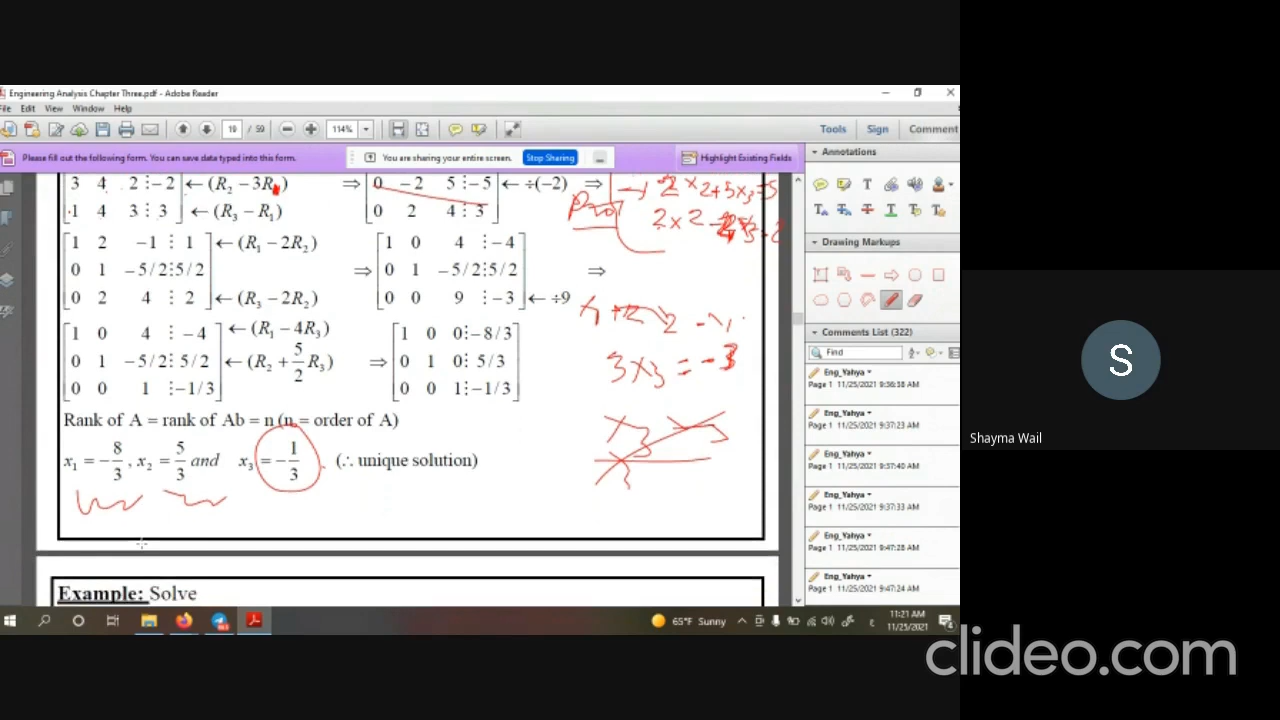 Engineering Analysis Chapter Three.pdf - Adobe Reader
File Edit View Window Help
19 / 59 114% Tools Sign Comment
Please fill out the following form. You can save data typed into this form.
You are sharing your entire screen. Stop Sharing
Highlight Existing Fields
3 4 2 ⋮ -2 ← (R2 − 3R1) ⇒ 0 −2 5 ⋮ -5 ← ÷(−2) ⇒
1 4 3 ⋮ 3 ← (R3 − R1) 0 2 4 ⋮ 3
1 2 −1 ⋮ 1 ← (R1 − 2R2) 1 0 4 ⋮ −4
0 1 −5/2 ⋮ 5/2 ⇒ 0 1 −5/2 ⋮ 5/2 ⇒
0 2 4 ⋮ 2 ← (R3 − 2R2) 0 0 9 ⋮ −3 ← ÷9
1 0 4 ⋮ −4 ← (R1 − 4R3) 1 0 0 ⋮ −8/3
0 1 −5/2 ⋮ 5/2 ← (R2 + 5/2 R3) ⇒ 0 1 0 ⋮ 5/3
0 0 1 ⋮ −1/3 0 0 1 ⋮ −1/3
3x3 = -3
Rank of A = rank of Ab = n (n = order of A)
x1 = −8/3 , x2 = 5/3 and x3 = −1/3 (∴ unique solution)
Example: Solve
Annotations
Drawing Markups
Comments List (322)
Find
Eng_Yahya
Page 1 11/25/2021 9:36:38 AM
Eng_Yahya
Page 1 11/25/2021 9:37:23 AM
Eng_Yahya
Page 1 11/25/2021 9:37:40 AM
Eng_Yahya
Page 1 11/25/2021 9:37:33 AM
Eng_Yahya
Page 1 11/25/2021 9:47:28 AM
Eng_Yahya
Page 1 11/25/2021 9:47:24 AM
65°F Sunny
11:21 AM
11/25/2021
S
Shayma Wail
clideo.com